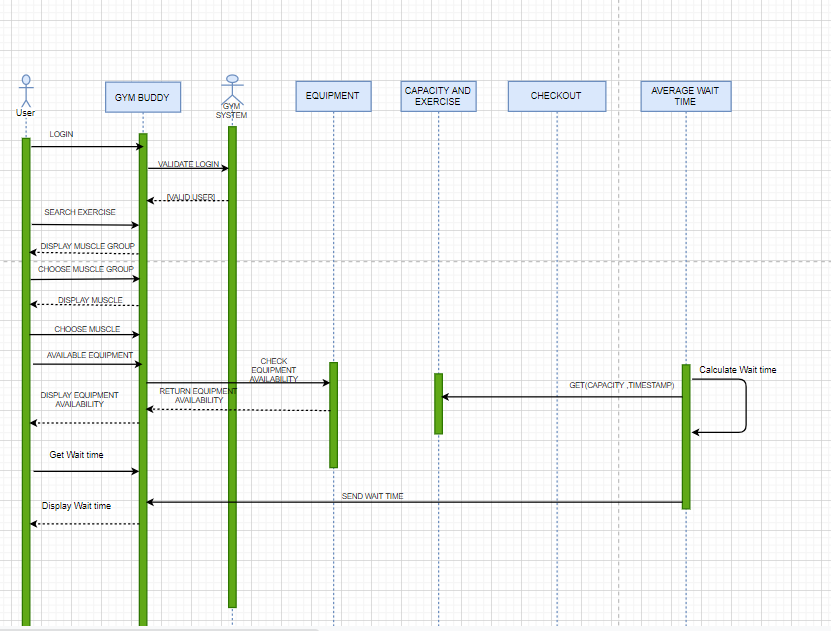 User
GYM BUDDY
GYM
SYSTEM
EQUIPMENT
CAPACITY AND
EXERCISE
CHECKOUT
AVERAGE WAIT
TIME
LOGIN
VALIDATE LOGIN
[VALID USER]
SEARCH EXERCISE
DISPLAY MUSCLE GROUP
CHOOSE MUSCLE GROUP
DISPLAY MUSCLE
CHOOSE MUSCLE
AVAILABLE EQUIPMENT
CHECK
EQUIPMENT
AVAILABILITY
Calculate Wait time
GET(CAPACITY ,TIMESTAMP)
RETURN EQUIPMENT
AVAILABILITY
DISPLAY EQUIPMENT
AVAILABILITY
Get Wait time
SEND WAIT TIME
Display Wait time